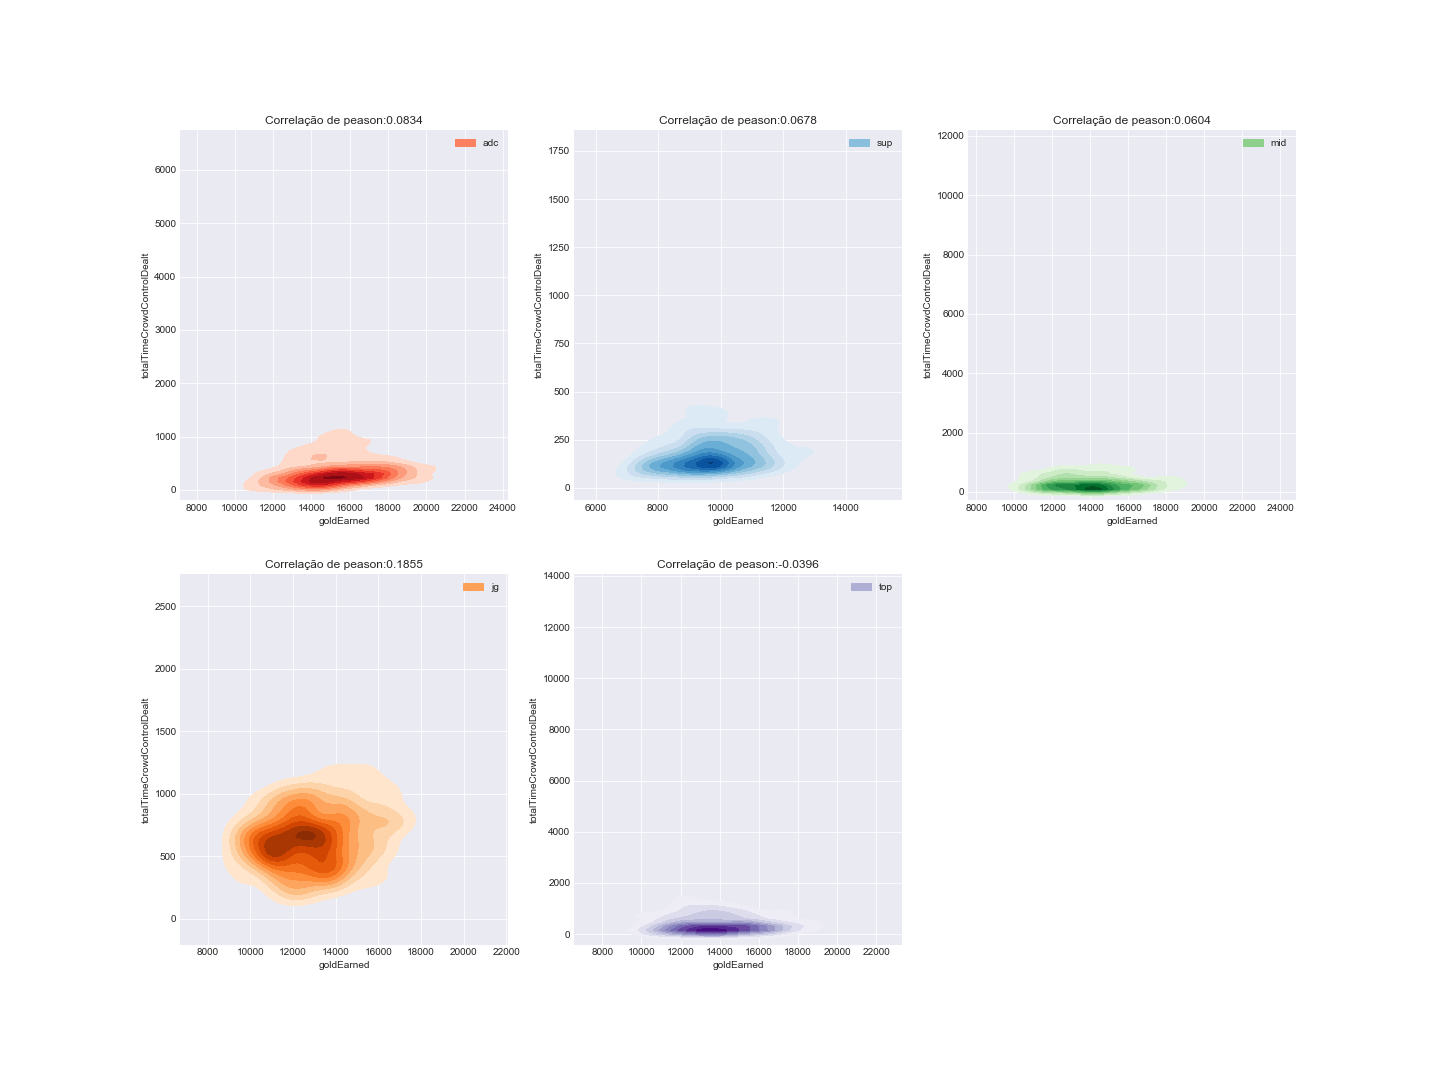 Correlação de peason:0.0834
adc
6000
5000
4000
3000
2000
1000
0
totalTimeCrowdControlDealt
8000 10000 12000 14000 16000 18000 20000 22000 24000
goldEarned
Correlação de peason:0.0678
sup
1750
1500
1250
1000
750
500
250
0
totalTimeCrowdControlDealt
6000 8000 10000 12000 14000
goldEarned
Correlação de peason:0.0604
mid
12000
10000
8000
6000
4000
2000
0
totalTimeCrowdControlDealt
8000 10000 12000 14000 16000 18000 20000 22000 24000
goldEarned
Correlação de peason:0.1855
jg
2500
2000
1500
1000
500
0
totalTimeCrowdControlDealt
8000 10000 12000 14000 16000 18000 20000 22000
goldEarned
Correlação de peason:-0.0396
top
14000
12000
10000
8000
6000
4000
2000
0
totalTimeCrowdControlDealt
8000 10000 12000 14000 16000 18000 20000 22000
goldEarned